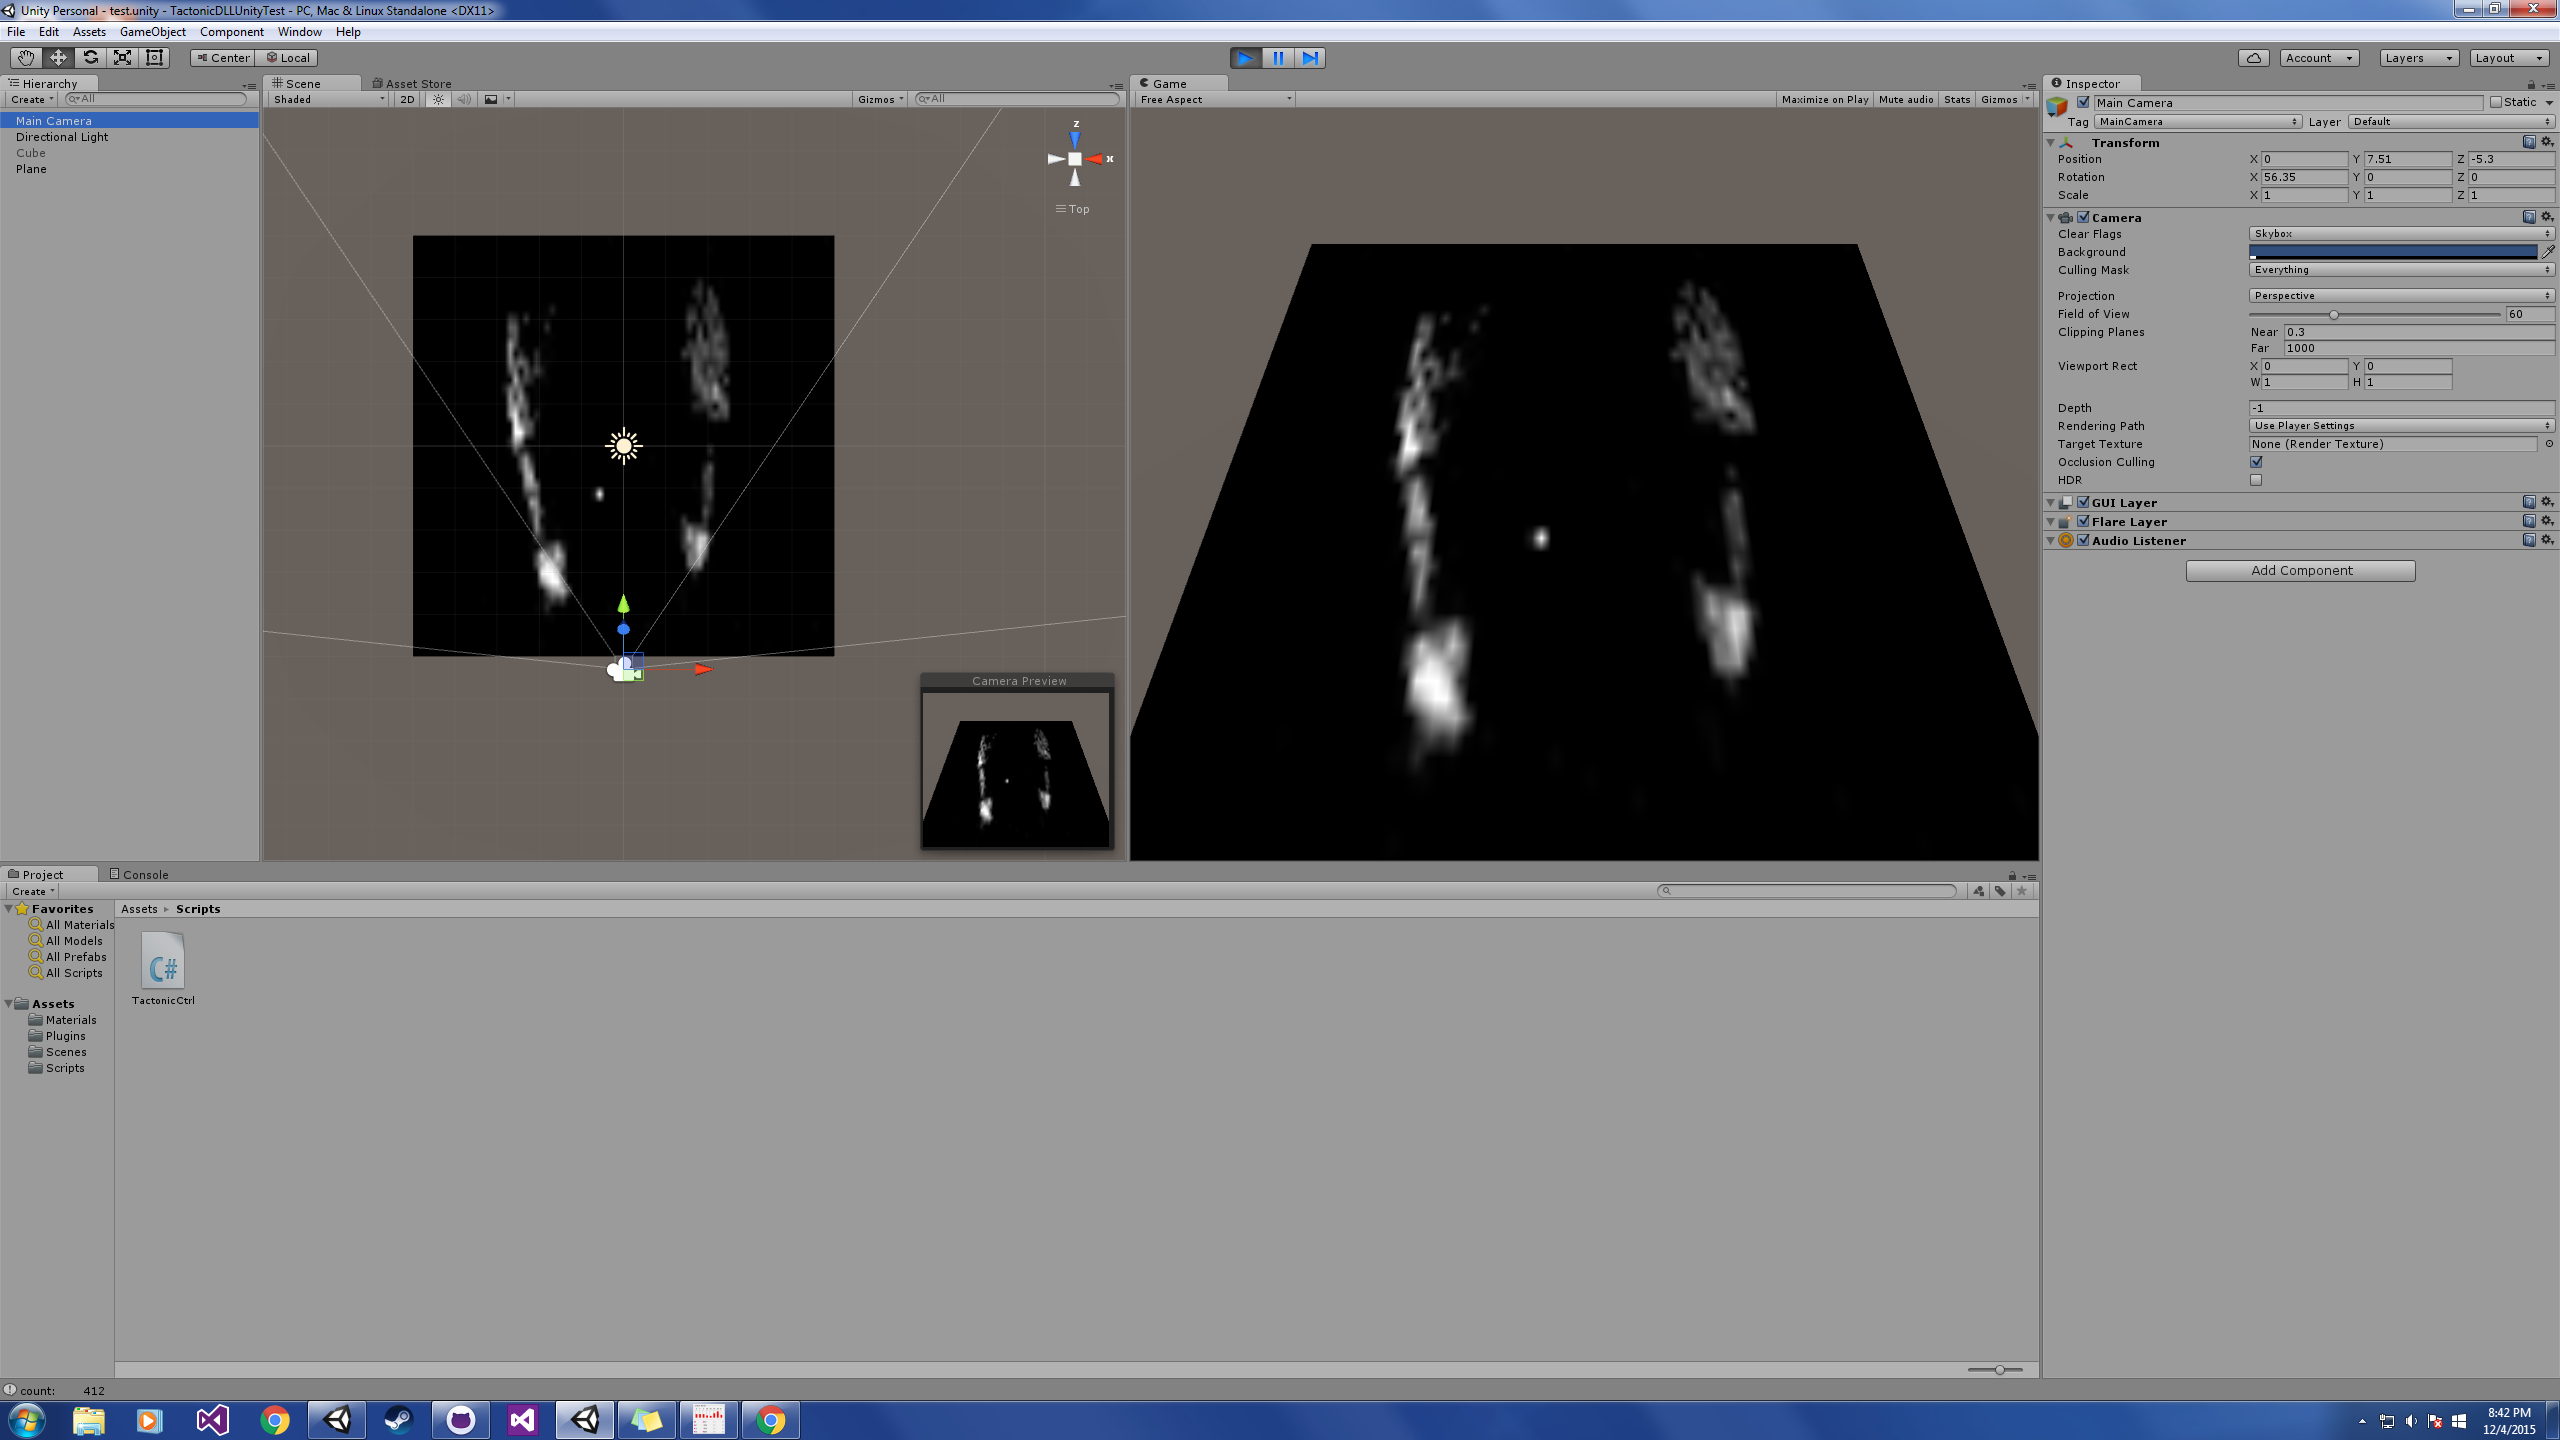 Unity Personal - test.unity - TactonicDLLUnityTest - PC, Mac & Linux Standalone <DX11>
File Edit Assets GameObject Component Window Help
Center Local Account Layers Layout
Hierarchy
Create All
Main Camera
Directional Light
Cube
Plane
Scene Asset Store
Shaded 2D Gizmos All
z
x
Top
Camera Preview
Game
Free Aspect Maximize on Play Mute audio Stats Gizmos
Inspector
Main Camera Static
Tag MainCamera Layer Default
Transform
Position X 0 Y 7.51 Z -5.3
Rotation X 56.35 Y 0 Z 0
Scale X 1 Y 1 Z 1
Camera
Clear Flags Skybox
Background
Culling Mask Everything
Projection Perspective
Field of View 60
Clipping Planes Near 0.3
Far 1000
Viewport Rect X 0 Y 0
W 1 H 1
Depth -1
Rendering Path Use Player Settings
Target Texture None (Render Texture)
Occlusion Culling
HDR
GUI Layer
Flare Layer
Audio Listener
Add Component
Project Console
Create
Favorites
All Materials
All Models
All Prefabs
All Scripts
Assets
Materials
Plugins
Scenes
Scripts
Assets Scripts
C#
TactonicCtrl
count: 412
8:42 PM
12/4/2015